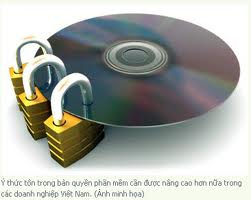 Ý thức tôn trọng bản quyền phần mềm cần được nâng cao hơn nữa trong
các doanh nghiệp Việt Nam. (Ảnh minh họa)